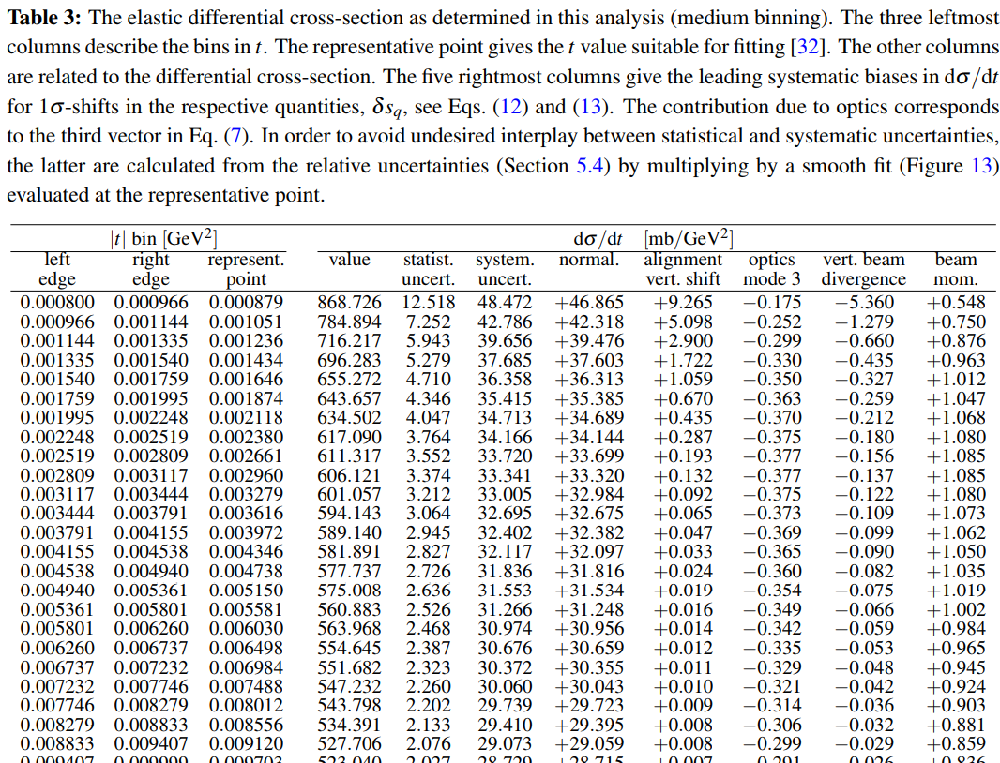 Table 3: The elastic differential cross-section as determined in this analysis (medium binning). The three leftmost
columns describe the bins in t. The representative point gives the t value suitable for fitting [32]. The other columns
are related to the differential cross-section. The five rightmost columns give the leading systematic biases in dσ/dt
for 1σ-shifts in the respective quantities, δs_q, see Eqs. (12) and (13). The contribution due to optics corresponds
to the third vector in Eq. (7). In order to avoid undesired interplay between statistical and systematic uncertainties,
the latter are calculated from the relative uncertainties (Section 5.4) by multiplying by a smooth fit (Figure 13)
evaluated at the representative point.
|t| bin [GeV²] dσ/dt [mb/GeV²]
left right represent. value statist. system. normal. alignment optics vert. beam beam
edge edge point uncert. uncert. vert. shift mode 3 divergence mom.
0.000800 0.000966 0.000879 868.726 12.518 48.472 +46.865 +9.265 −0.175 −5.360 +0.548
0.000966 0.001144 0.001051 784.894 7.252 42.786 +42.318 +5.098 −0.252 −1.279 +0.750
0.001144 0.001335 0.001236 716.217 5.943 39.656 +39.476 +2.900 −0.299 −0.660 +0.876
0.001335 0.001540 0.001434 696.283 5.279 37.685 +37.603 +1.722 −0.330 −0.435 +0.963
0.001540 0.001759 0.001646 655.272 4.710 36.358 +36.313 +1.059 −0.350 −0.327 +1.012
0.001759 0.001995 0.001874 643.657 4.346 35.415 +35.385 +0.670 −0.363 −0.259 +1.047
0.001995 0.002248 0.002118 634.502 4.047 34.713 +34.689 +0.435 −0.370 −0.212 +1.068
0.002248 0.002519 0.002380 617.090 3.764 34.166 +34.144 +0.287 −0.375 −0.180 +1.080
0.002519 0.002809 0.002661 611.317 3.552 33.720 +33.699 +0.193 −0.377 −0.156 +1.085
0.002809 0.003117 0.002960 606.121 3.374 33.341 +33.320 +0.132 −0.377 −0.137 +1.085
0.003117 0.003444 0.003279 601.057 3.212 33.005 +32.984 +0.092 −0.375 −0.122 +1.080
0.003444 0.003791 0.003616 594.143 3.064 32.695 +32.675 +0.065 −0.373 −0.109 +1.073
0.003791 0.004155 0.003972 589.140 2.945 32.402 +32.382 +0.047 −0.369 −0.099 +1.062
0.004155 0.004538 0.004346 581.891 2.827 32.117 +32.097 +0.033 −0.365 −0.090 +1.050
0.004538 0.004940 0.004738 577.737 2.726 31.836 +31.816 +0.024 −0.360 −0.082 +1.035
0.004940 0.005361 0.005150 575.008 2.636 31.553 +31.534 +0.019 −0.354 −0.075 +1.019
0.005361 0.005801 0.005581 560.883 2.526 31.266 +31.248 +0.016 −0.349 −0.066 +1.002
0.005801 0.006260 0.006030 563.968 2.468 30.974 +30.956 +0.014 −0.342 −0.059 +0.984
0.006260 0.006737 0.006498 554.645 2.387 30.676 +30.659 +0.012 −0.335 −0.053 +0.965
0.006737 0.007232 0.006984 551.682 2.323 30.372 +30.355 +0.011 −0.329 −0.048 +0.945
0.007232 0.007746 0.007488 547.232 2.260 30.060 +30.043 +0.010 −0.321 −0.042 +0.924
0.007746 0.008279 0.008012 543.798 2.202 29.739 +29.723 +0.009 −0.314 −0.036 +0.903
0.008279 0.008833 0.008556 534.391 2.133 29.410 +29.395 +0.008 −0.306 −0.032 +0.881
0.008833 0.009407 0.009120 527.706 2.076 29.073 +29.059 +0.008 −0.299 −0.029 +0.859